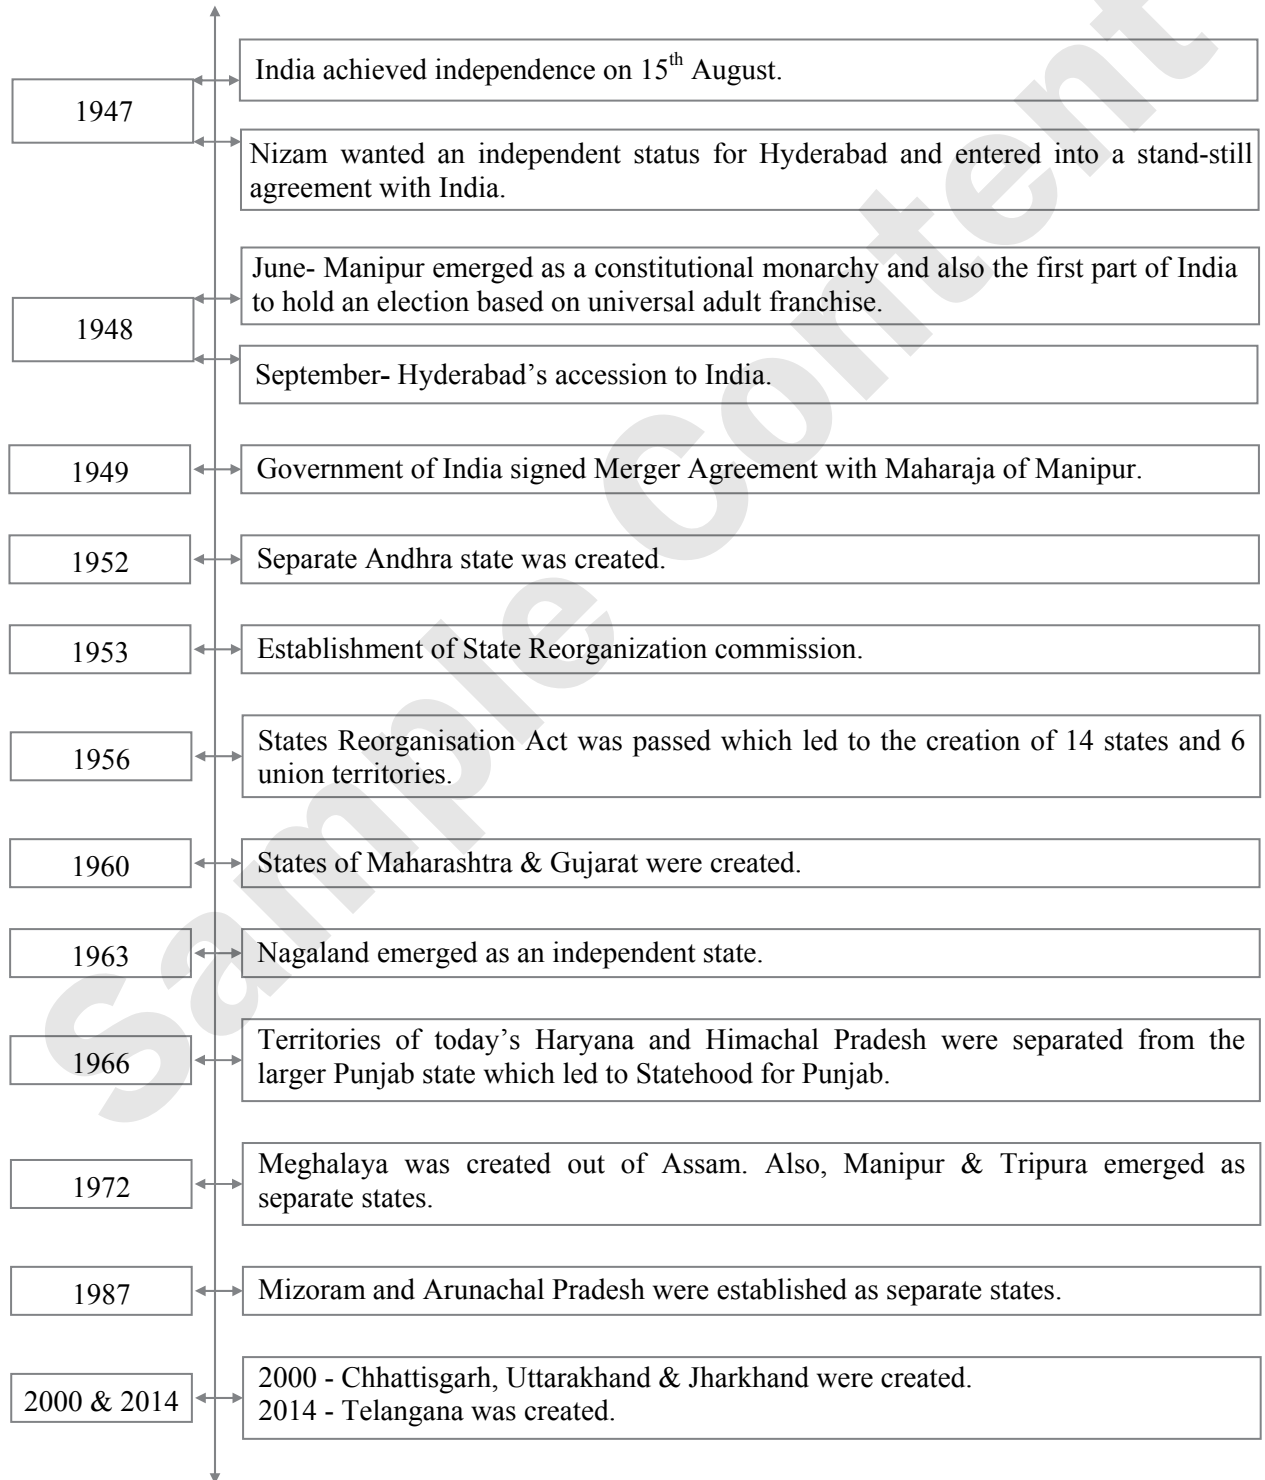 India achieved independence on 15th August.
1947
Nizam wanted an independent status for Hyderabad and entered into a stand-still
agreement with India.
June- Manipur emerged as a constitutional monarchy and also the first part of India
to hold an election based on universal adult franchise.
1948
September- Hyderabad's accession to India.
1949
Government of India signed Merger Agreement with Maharaja of Manipur.
1952
Separate Andhra state was created.
1953
Establishment of State Reorganization commission.
1956
States Reorganisation Act was passed which led to the creation of 14 states and 6
union territories.
1960
States of Maharashtra & Gujarat were created.
1963
Nagaland emerged as an independent state.
1966
Territories of today's Haryana and Himachal Pradesh were separated from the
larger Punjab state which led to Statehood for Punjab.
1972
Meghalaya was created out of Assam. Also, Manipur & Tripura emerged as
separate states.
1987
Mizoram and Arunachal Pradesh were established as separate states.
2000 & 2014
2000 - Chhattisgarh, Uttarakhand & Jharkhand were created.
2014 - Telangana was created.
Sample Content